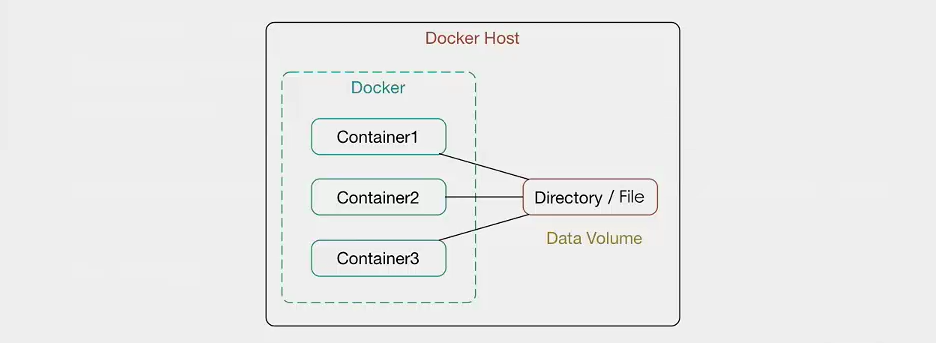 Docker Host
Docker
Container1
Container2
Directory / File
Data Volume
Container3